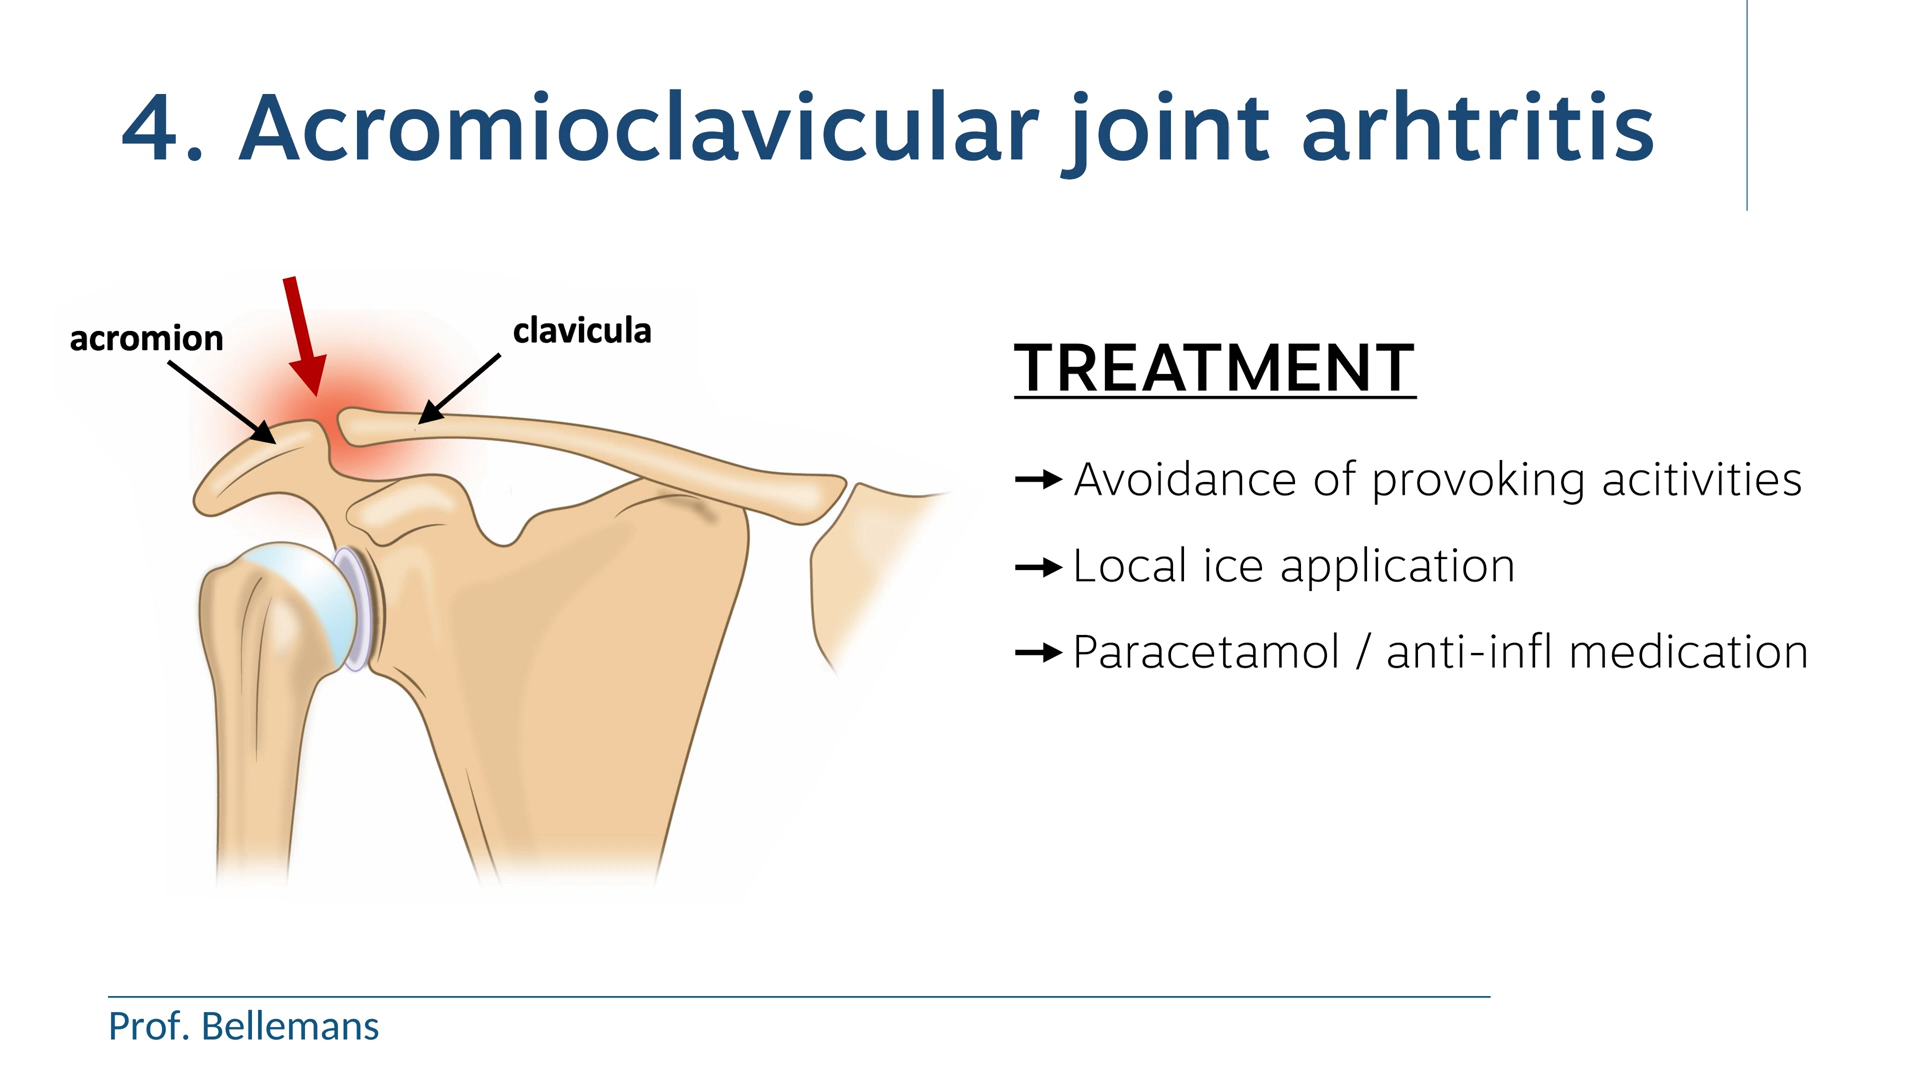 4. Acromioclavicular joint arhtritis
acromion
clavicula
TREATMENT
→ Avoidance of provoking acitivities
→ Local ice application
→ Paracetamol / anti-infl medication
Prof. Bellemans